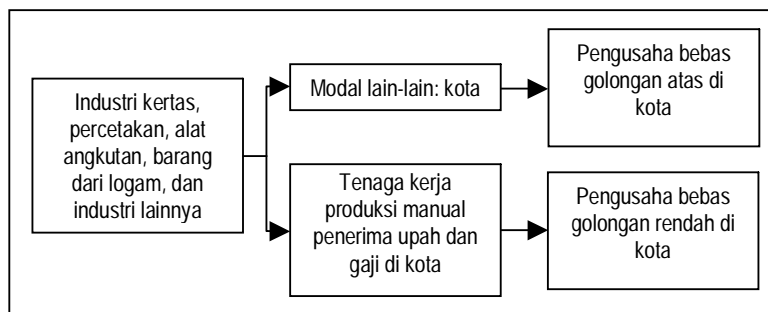 Industri kertas,
percetakan, alat
angkutan, barang
dari logam, dan
industri lainnya
Modal lain-lain: kota
Pengusaha bebas
golongan atas di
kota
Tenaga kerja
produksi manual
penerima upah dan
gaji di kota
Pengusaha bebas
golongan rendah di
kota